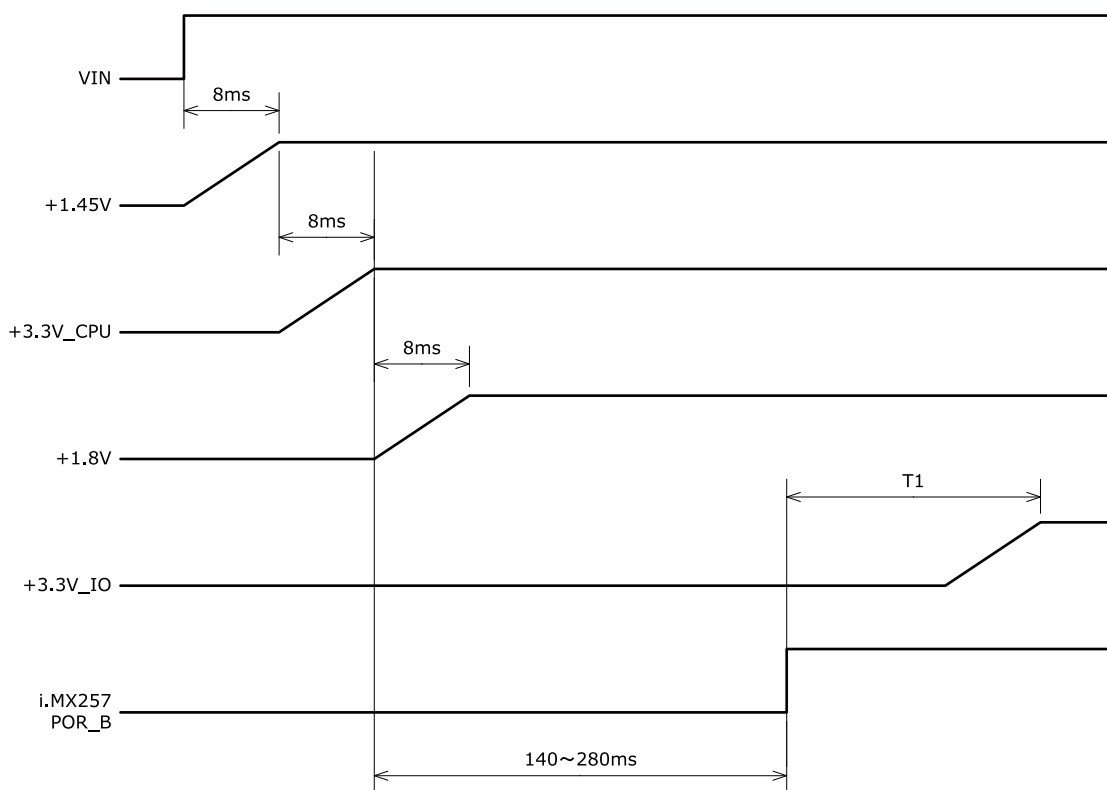 VIN
8ms
+1.45V
8ms
+3.3V_CPU
8ms
+1.8V
T1
+3.3V_IO
i.MX257
POR_B
140～280ms